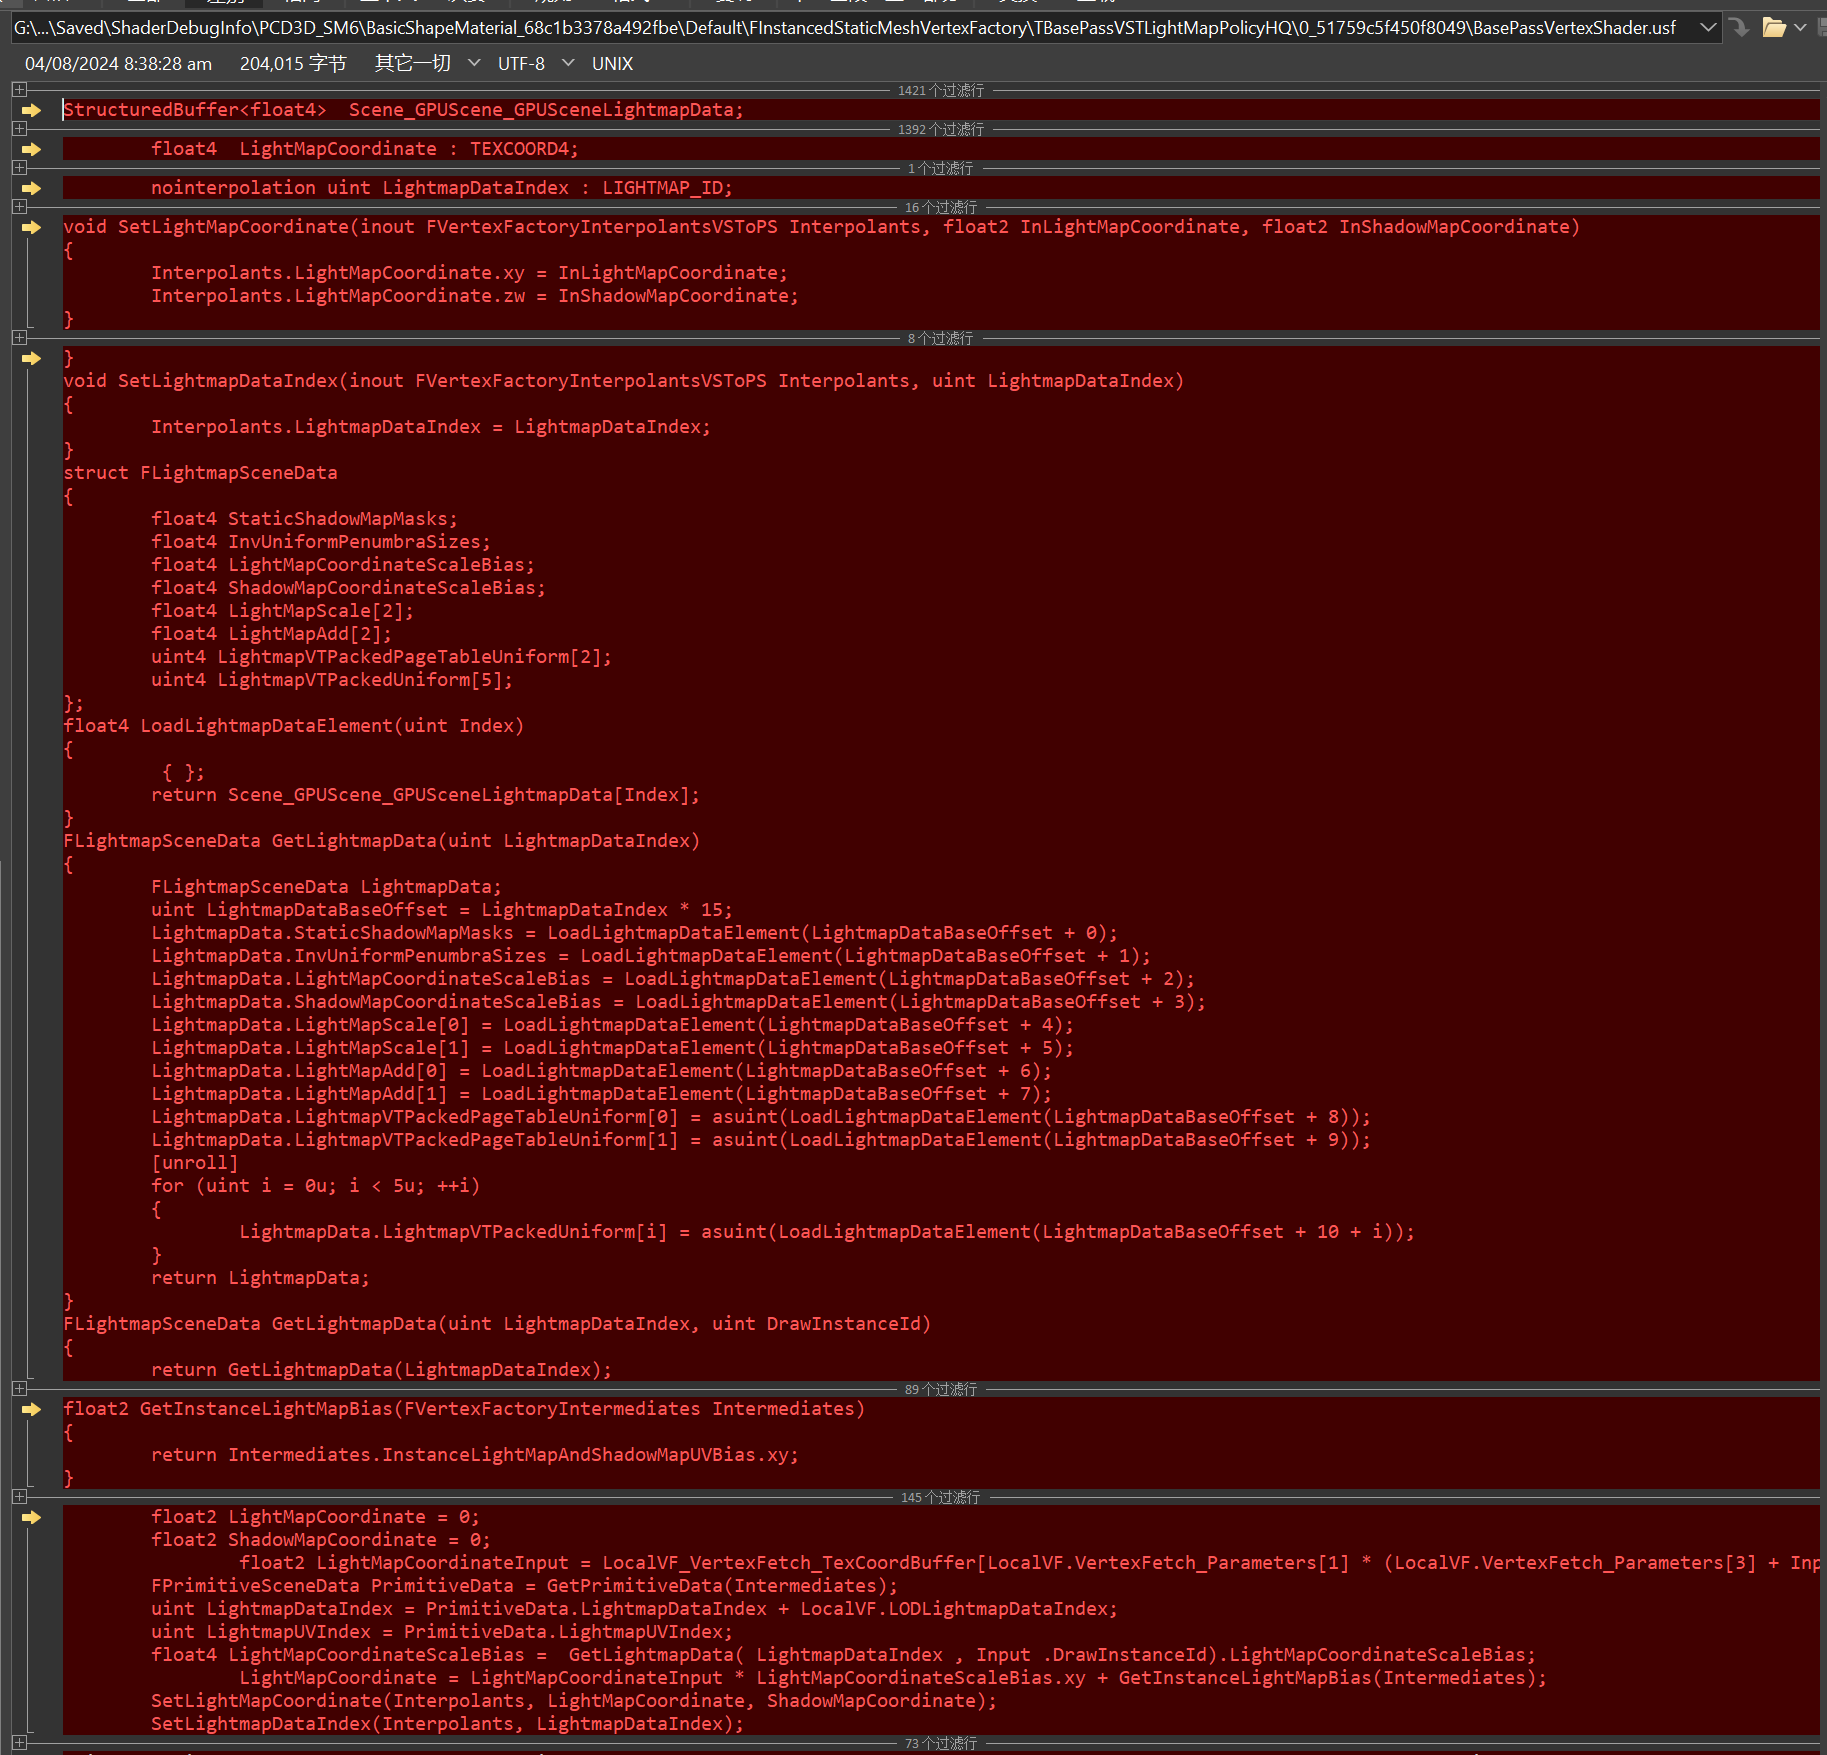 G:\...\Saved\ShaderDebugInfo\PCD3D_SM6\BasicShapeMaterial_68c1b3378a492fbe\Default\FInstancedStaticMeshVertexFactory\TBasePassVSTLightMapPolicyHQ\0_51759c5f450f8049\BasePassVertexShader.usf
04/08/2024 8:38:28 am 204,015 字节 其它一切 UTF-8 UNIX
1421 个过滤行
StructuredBuffer<float4>  Scene_GPUScene_GPUSceneLightmapData;
1392 个过滤行
float4  LightMapCoordinate : TEXCOORD4;
1 个过滤行
nointerpolation uint LightmapDataIndex : LIGHTMAP_ID;
16 个过滤行
void SetLightMapCoordinate(inout FVertexFactoryInterpolantsVSToPS Interpolants, float2 InLightMapCoordinate, float2 InShadowMapCoordinate)
{
Interpolants.LightMapCoordinate.xy = InLightMapCoordinate;
Interpolants.LightMapCoordinate.zw = InShadowMapCoordinate;
}
8 个过滤行
}
void SetLightmapDataIndex(inout FVertexFactoryInterpolantsVSToPS Interpolants, uint LightmapDataIndex)
{
Interpolants.LightmapDataIndex = LightmapDataIndex;
}
struct FLightmapSceneData
{
float4 StaticShadowMapMasks;
float4 InvUniformPenumbraSizes;
float4 LightMapCoordinateScaleBias;
float4 ShadowMapCoordinateScaleBias;
float4 LightMapScale[2];
float4 LightMapAdd[2];
uint4 LightmapVTPackedPageTableUniform[2];
uint4 LightmapVTPackedUniform[5];
};
float4 LoadLightmapDataElement(uint Index)
{
{ };
return Scene_GPUScene_GPUSceneLightmapData[Index];
}
FLightmapSceneData GetLightmapData(uint LightmapDataIndex)
{
FLightmapSceneData LightmapData;
uint LightmapDataBaseOffset = LightmapDataIndex * 15;
LightmapData.StaticShadowMapMasks = LoadLightmapDataElement(LightmapDataBaseOffset + 0);
LightmapData.InvUniformPenumbraSizes = LoadLightmapDataElement(LightmapDataBaseOffset + 1);
LightmapData.LightMapCoordinateScaleBias = LoadLightmapDataElement(LightmapDataBaseOffset + 2);
LightmapData.ShadowMapCoordinateScaleBias = LoadLightmapDataElement(LightmapDataBaseOffset + 3);
LightmapData.LightMapScale[0] = LoadLightmapDataElement(LightmapDataBaseOffset + 4);
LightmapData.LightMapScale[1] = LoadLightmapDataElement(LightmapDataBaseOffset + 5);
LightmapData.LightMapAdd[0] = LoadLightmapDataElement(LightmapDataBaseOffset + 6);
LightmapData.LightMapAdd[1] = LoadLightmapDataElement(LightmapDataBaseOffset + 7);
LightmapData.LightmapVTPackedPageTableUniform[0] = asuint(LoadLightmapDataElement(LightmapDataBaseOffset + 8));
LightmapData.LightmapVTPackedPageTableUniform[1] = asuint(LoadLightmapDataElement(LightmapDataBaseOffset + 9));
[unroll]
for (uint i = 0u; i < 5u; ++i)
{
LightmapData.LightmapVTPackedUniform[i] = asuint(LoadLightmapDataElement(LightmapDataBaseOffset + 10 + i));
}
return LightmapData;
}
FLightmapSceneData GetLightmapData(uint LightmapDataIndex, uint DrawInstanceId)
{
return GetLightmapData(LightmapDataIndex);
89 个过滤行
float2 GetInstanceLightMapBias(FVertexFactoryIntermediates Intermediates)
{
return Intermediates.InstanceLightMapAndShadowMapUVBias.xy;
}
145 个过滤行
float2 LightMapCoordinate = 0;
float2 ShadowMapCoordinate = 0;
float2 LightMapCoordinateInput = LocalVF_VertexFetch_TexCoordBuffer[LocalVF.VertexFetch_Parameters[1] * (LocalVF.VertexFetch_Parameters[3] + Inp
FPrimitiveSceneData PrimitiveData = GetPrimitiveData(Intermediates);
uint LightmapDataIndex = PrimitiveData.LightmapDataIndex + LocalVF.LODLightmapDataIndex;
uint LightmapUVIndex = PrimitiveData.LightmapUVIndex;
float4 LightMapCoordinateScaleBias =  GetLightmapData( LightmapDataIndex , Input .DrawInstanceId).LightMapCoordinateScaleBias;
LightMapCoordinate = LightMapCoordinateInput * LightMapCoordinateScaleBias.xy + GetInstanceLightMapBias(Intermediates);
SetLightMapCoordinate(Interpolants, LightMapCoordinate, ShadowMapCoordinate);
SetLightmapDataIndex(Interpolants, LightmapDataIndex);
73 个过滤行